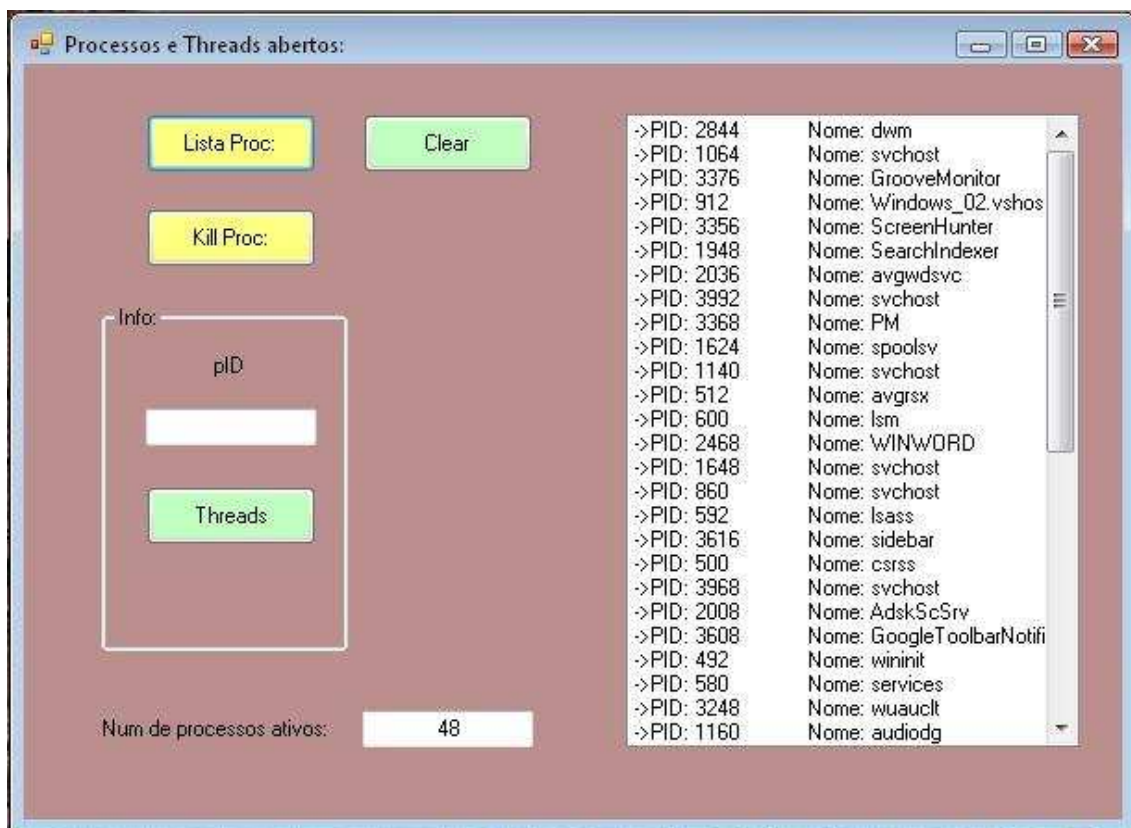 Processos e Threads abertos:
Lista Proc:
Clear
Kill Proc:
Info:
pID
Threads
Num de processos ativos:
48
->PID: 2844 Nome: dwm
->PID: 1064 Nome: svchost
->PID: 3376 Nome: GrooveMonitor
->PID: 912 Nome: Windows_02.vshos
->PID: 3356 Nome: ScreenHunter
->PID: 1948 Nome: SearchIndexer
->PID: 2036 Nome: avgwdsvc
->PID: 3992 Nome: svchost
->PID: 3368 Nome: PM
->PID: 1624 Nome: spoolsv
->PID: 1140 Nome: svchost
->PID: 512 Nome: avgrsx
->PID: 600 Nome: lsm
->PID: 2468 Nome: WINWORD
->PID: 1648 Nome: svchost
->PID: 860 Nome: svchost
->PID: 592 Nome: lsass
->PID: 3616 Nome: sidebar
->PID: 500 Nome: csrss
->PID: 3968 Nome: svchost
->PID: 2008 Nome: AdskScSrv
->PID: 3608 Nome: GoogleToolbarNotifi
->PID: 492 Nome: wininit
->PID: 580 Nome: services
->PID: 3248 Nome: wuauclt
->PID: 1160 Nome: audiodg